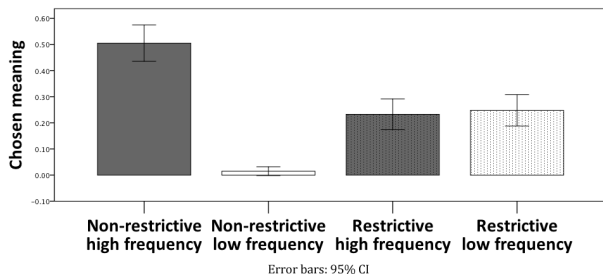 0.60
0.50
0.40
0.30
0.20
0.10
0.00
-0.10
Chosen meaning
Non-restrictive high frequency
Non-restrictive low frequency
Restrictive high frequency
Restrictive low frequency
Error bars: 95% CI